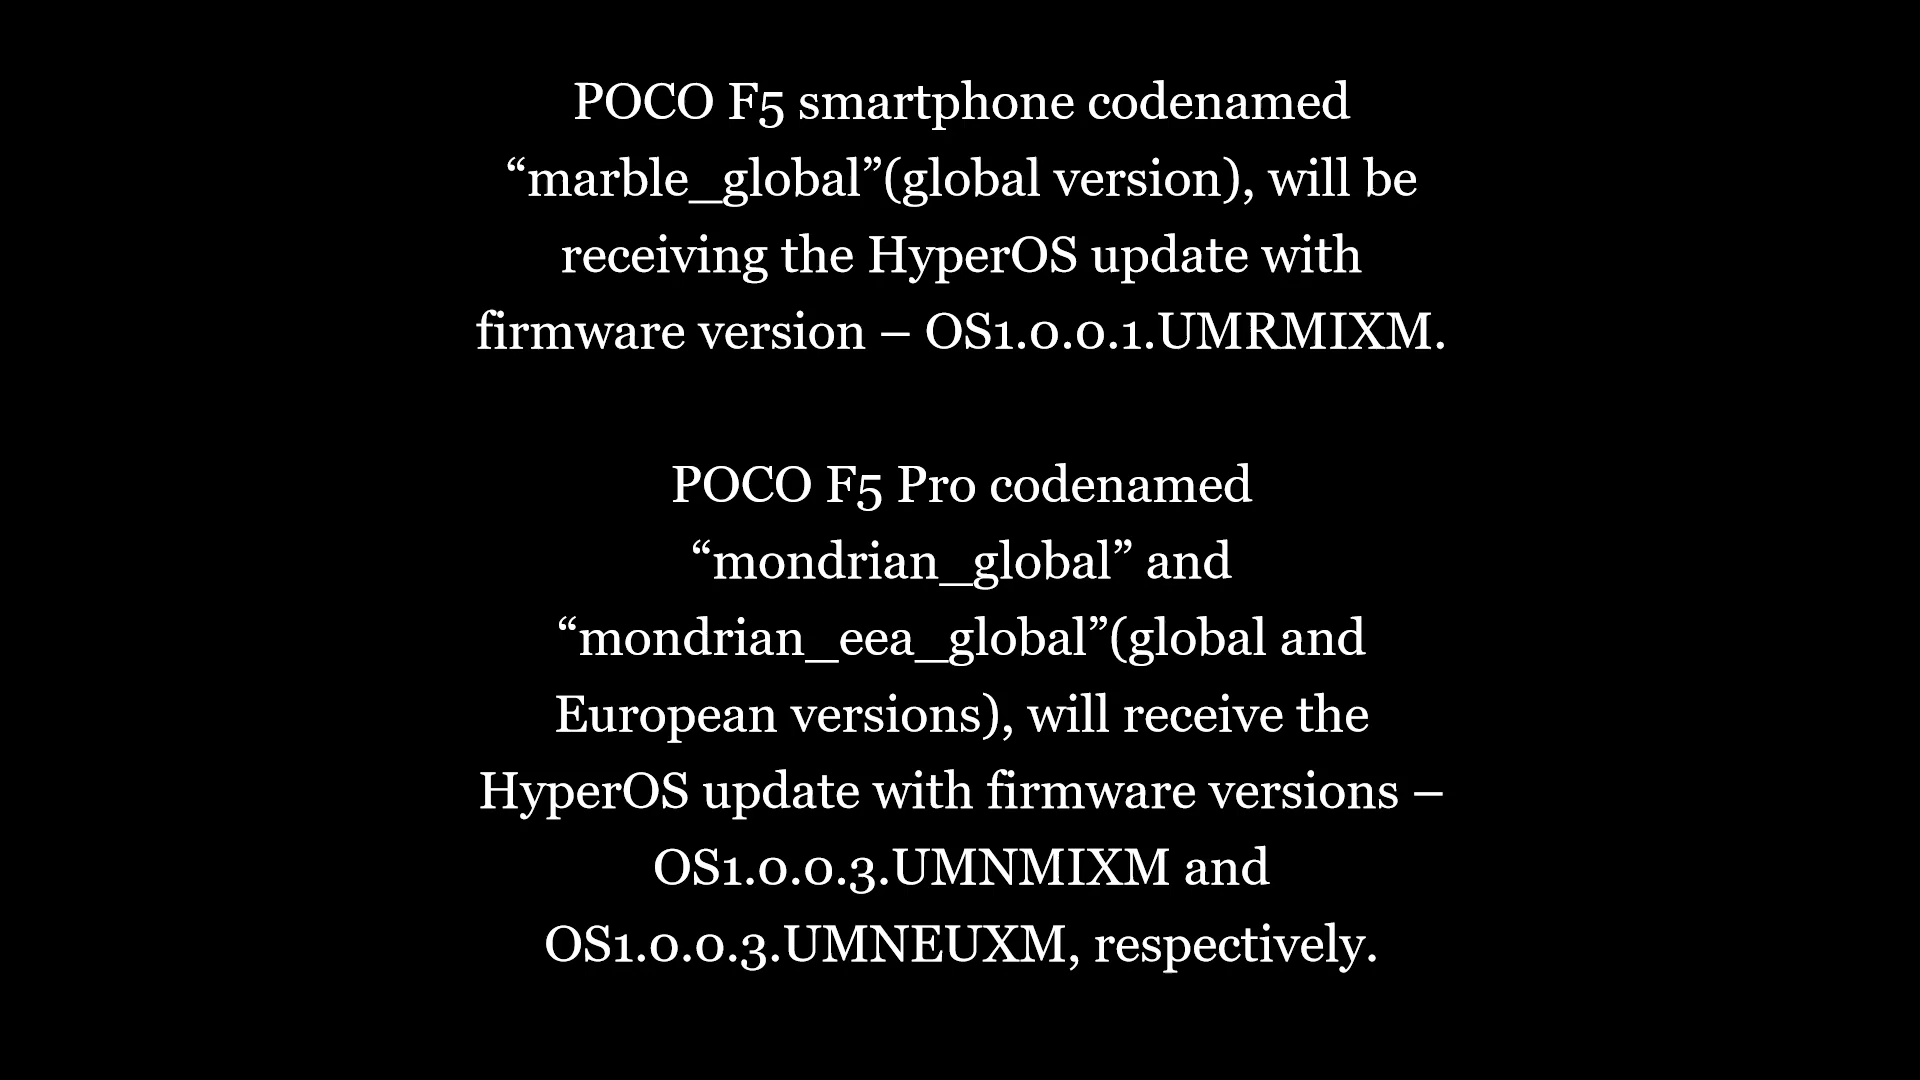 POCO F5 smartphone codenamed
“marble_global”(global version), will be
receiving the HyperOS update with
firmware version – OS1.0.0.1.UMRMIXM.
POCO F5 Pro codenamed
“mondrian_global” and
“mondrian_eea_global”(global and
European versions), will receive the
HyperOS update with firmware versions –
OS1.0.0.3.UMNMIXM and
OS1.0.0.3.UMNEUXM, respectively.